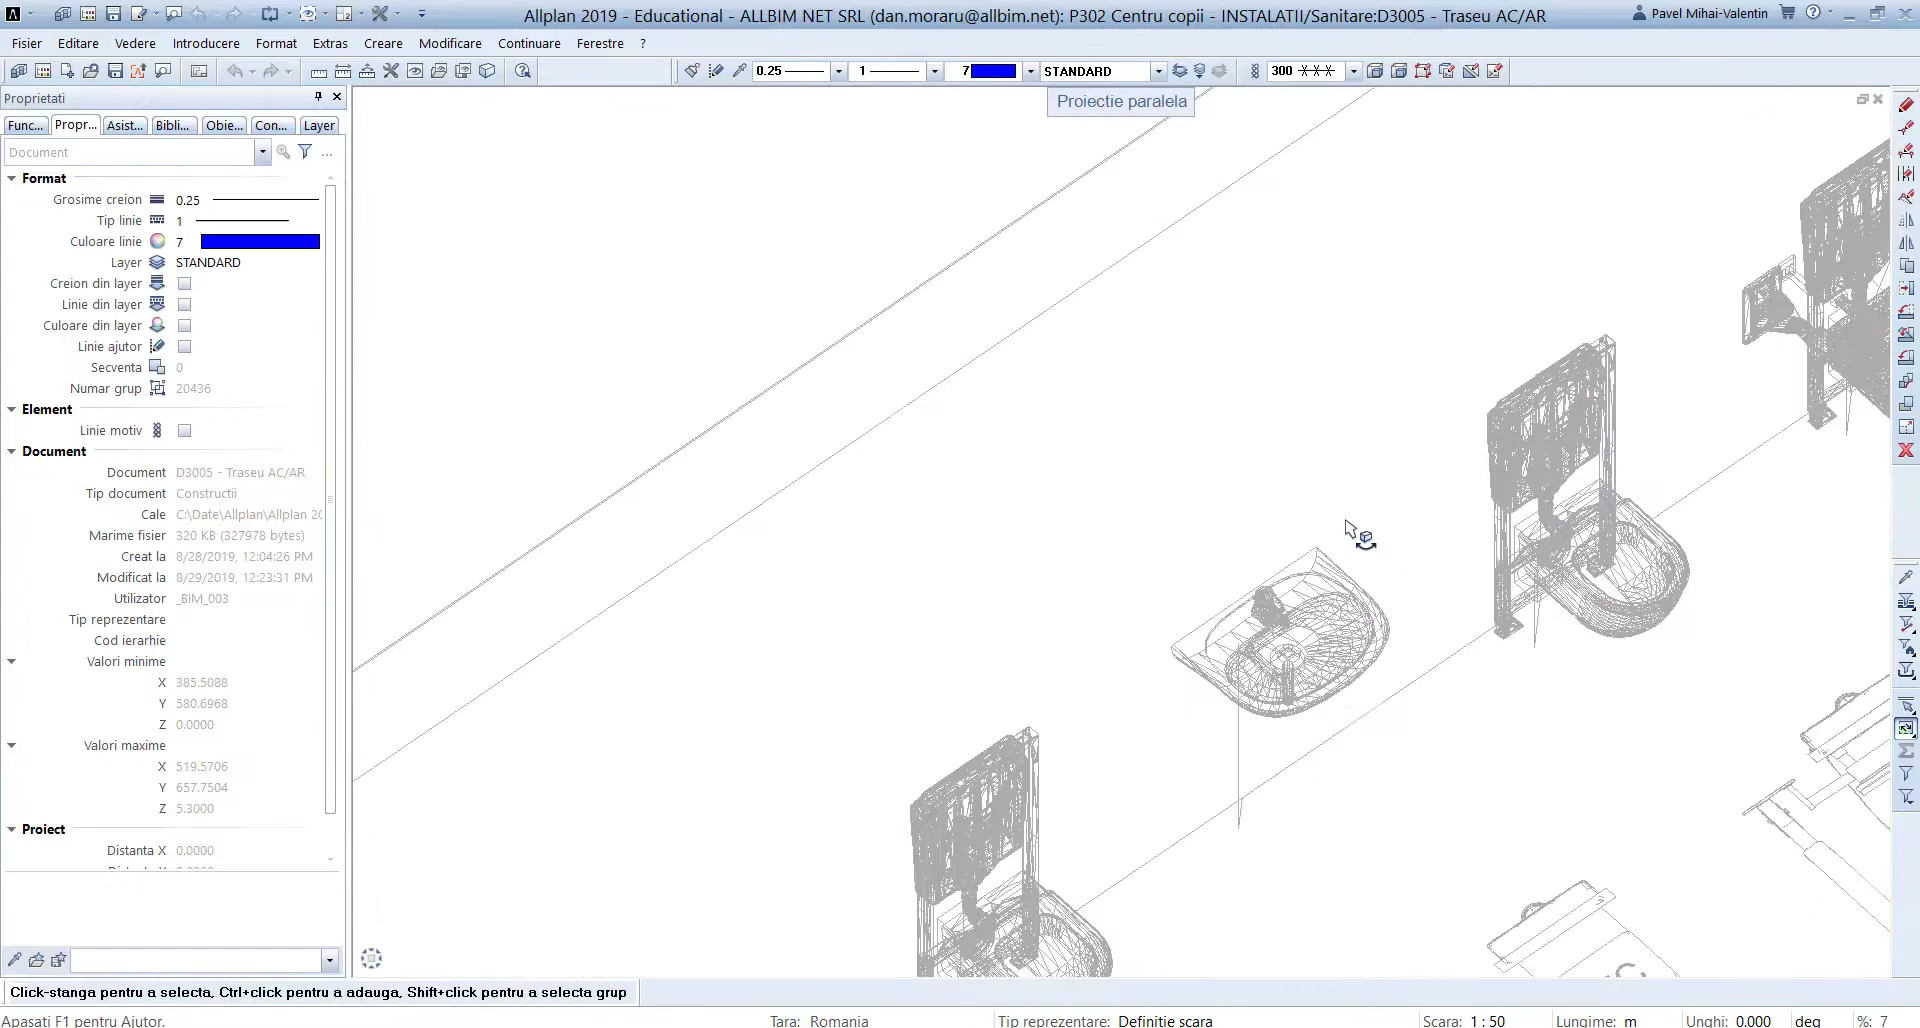 Allplan 2019 - Educational - ALLBIM NET SRL (dan.moraru@allbim.net): P302 Centru copii - INSTALATII/Sanitare:D3005 - Traseu AC/AR
Pavel Mihai-Valentin
Fisier Editare Vedere Introducere Format Extras Creare Modificare Continuare Ferestre ?
0.25 1 7 STANDARD 300
Proprietati
Proiectie paralela
Func... Propr... Asist... Bibli... Obie... Con... Layer
Document ...
Format
Grosime creion 0.25
Tip linie 1
Culoare linie 7
Layer STANDARD
Creion din layer
Linie din layer
Culoare din layer
Linie ajutor
Secventa 0
Numar grup 20436
Element
Linie motiv
Document
Document D3005 - Traseu AC/AR
Tip document Constructii
Cale C:\Date\Allplan\Allplan 20
Marime fisier 320 KB (327978 bytes)
Creat la 8/28/2019, 12:04:26 PM
Modificat la 8/29/2019, 12:23:31 PM
Utilizator _BIM_003
Tip reprezentare
Cod ierarhie
Valori minime
X 385.5088
Y 580.6968
Z 0.0000
Valori maxime
X 519.5706
Y 657.7504
Z 5.3000
Proiect
Distanta X 0.0000
Click-stanga pentru a selecta, Ctrl+click pentru a adauga, Shift+click pentru a selecta grup
Apasati F1 pentru Ajutor. Tara: Romania Tip reprezentare: Definitie scara Scara: 1 : 50 Lungime: m Unghi: 0.000 deg %: 7